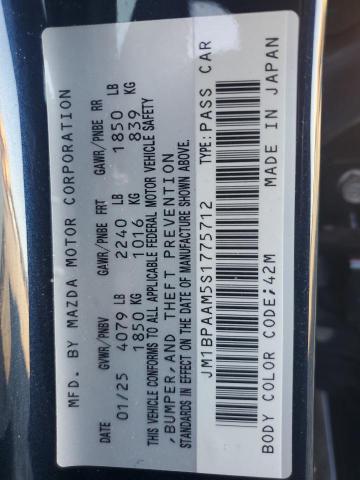 MFD. BY MAZDA MOTOR CORPORATION
GVWR/PNBV GAWR/PNBE FRT GAWR/PNBE RR
DATE 01/25 4079 LB 2240 LB 1850 LB
1850 KG 1016 KG 839 KG
THIS VEHICLE CONFORMS TO ALL APPLICABLE FEDERAL MOTOR VEHICLE SAFETY
,BUMPER,AND THEFT PREVENTION
STANDARDS IN EFFECT ON THE DATE OF MANUFACTURE SHOWN ABOVE.
JM1BPAAM5S1775712 TYPE:PASS CAR
BODY COLOR CODE:42M MADE IN JAPAN